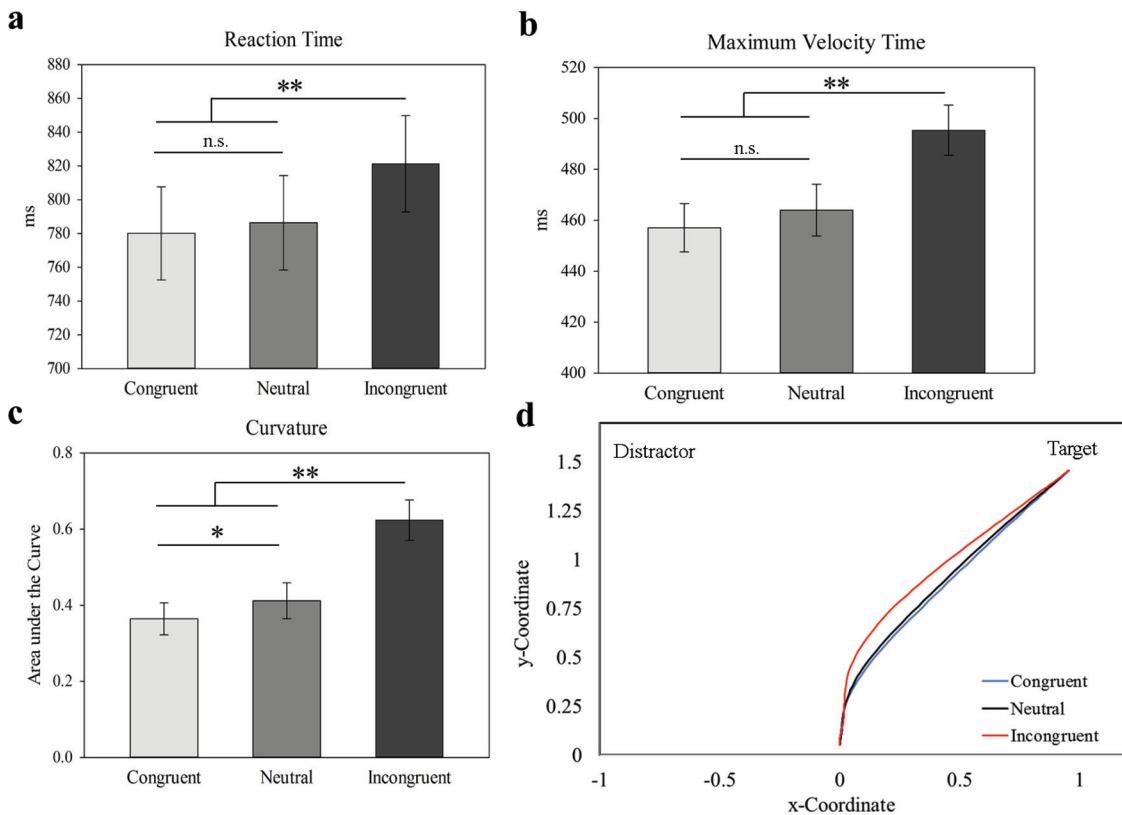 a
Reaction Time
ms
880
860
840
820
800
780
760
740
720
700
**
n.s.
Congruent Neutral Incongruent
b
Maximum Velocity Time
ms
520
500
480
460
440
420
400
**
n.s.
Congruent Neutral Incongruent
c
Curvature
Area under the Curve
0.8
0.6
0.4
0.2
0.0
**
*
Congruent Neutral Incongruent
d
Distractor Target
y-Coordinate
1.5
1.25
1
0.75
0.5
0.25
0
Congruent
Neutral
Incongruent
-1 -0.5 0 0.5 1
x-Coordinate